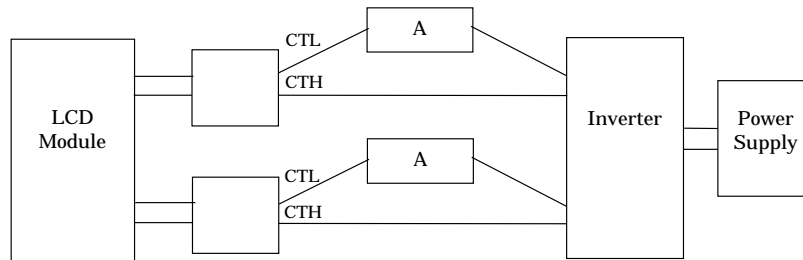 CTL
A
CTH
LCD
Module
Inverter
Power
Supply
CTL
A
CTH